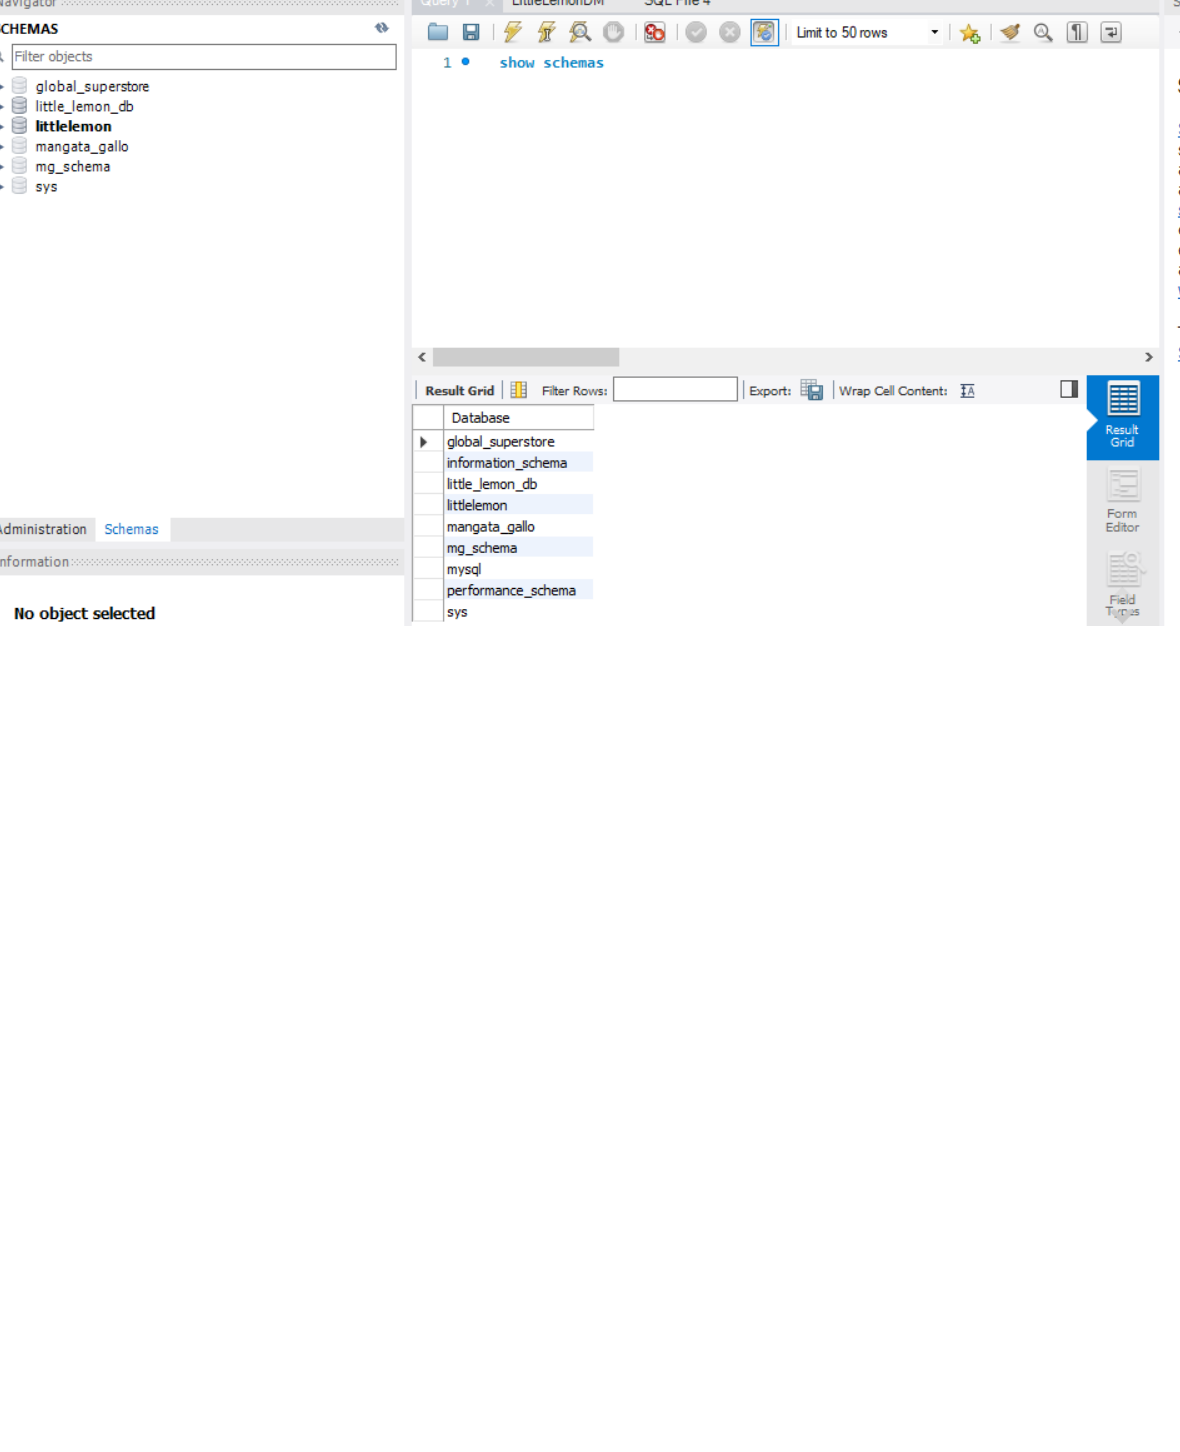 Navigator
Query 1
LittleLemonDM
SQL File 4
SCHEMAS
Filter objects
global_superstore
little_lemon_db
littlelemon
mangata_gallo
mg_schema
sys
Administration
Schemas
Information
No object selected
Limit to 50 rows
1
show schemas
Result Grid
Filter Rows:
Export:
Wrap Cell Content:
Database
global_superstore
information_schema
little_lemon_db
littlelemon
mangata_gallo
mg_schema
mysql
performance_schema
sys
Result
Grid
Form
Editor
Field
Types